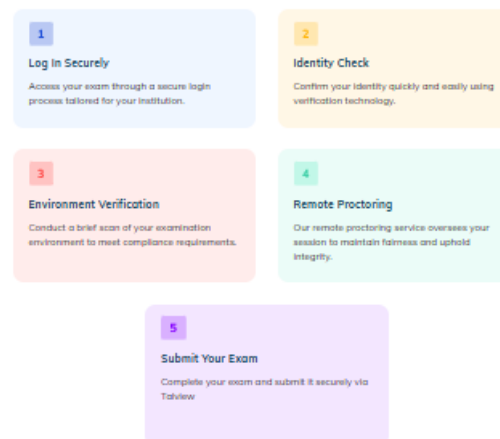 1
Log In Securely
Access your exam through a secure login
process tailored for your institution.
2
Identity Check
Confirm your identity quickly and easily using
verification technology.
3
Environment Verification
Conduct a brief scan of your examination
environment to meet compliance requirements.
4
Remote Proctoring
Our remote proctoring service oversees your
session to maintain fairness and uphold
integrity.
5
Submit Your Exam
Complete your exam and submit it securely via
Talview